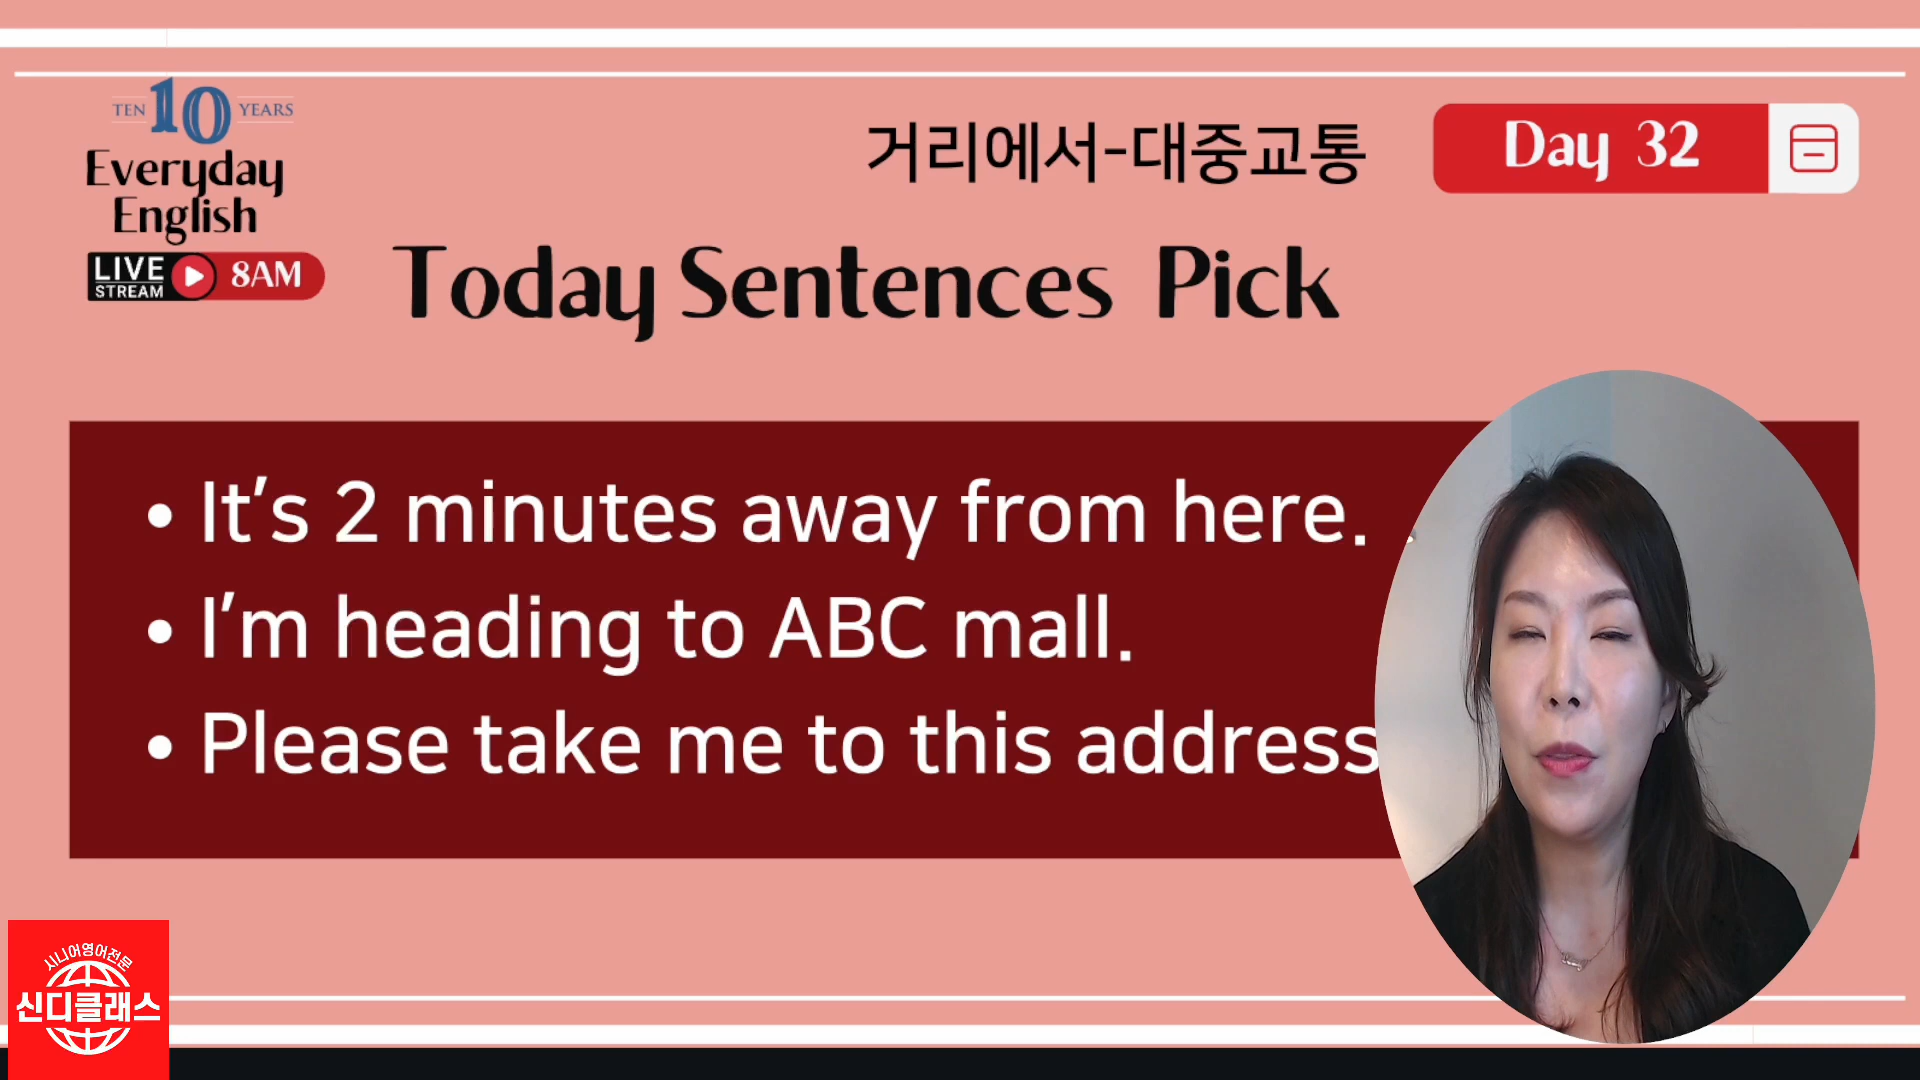 TEN 10 YEARS
Everyday
English
LIVE STREAM 8AM
거리에서-대중교통
Day 32
Today Sentences Pick
• It's 2 minutes away from here.
• I'm heading to ABC mall.
• Please take me to this address
시니어영어전문
신디클래스